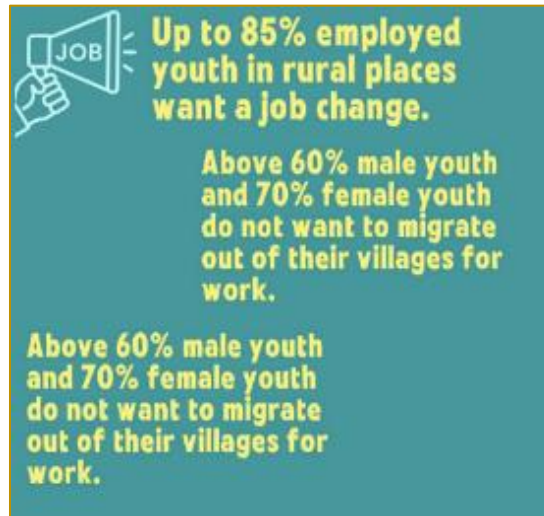 JOB
Up to 85% employed
youth in rural places
want a job change.
Above 60% male youth
and 70% female youth
do not want to migrate
out of their villages for
work.
Above 60% male youth
and 70% female youth
do not want to migrate
out of their villages for
work.